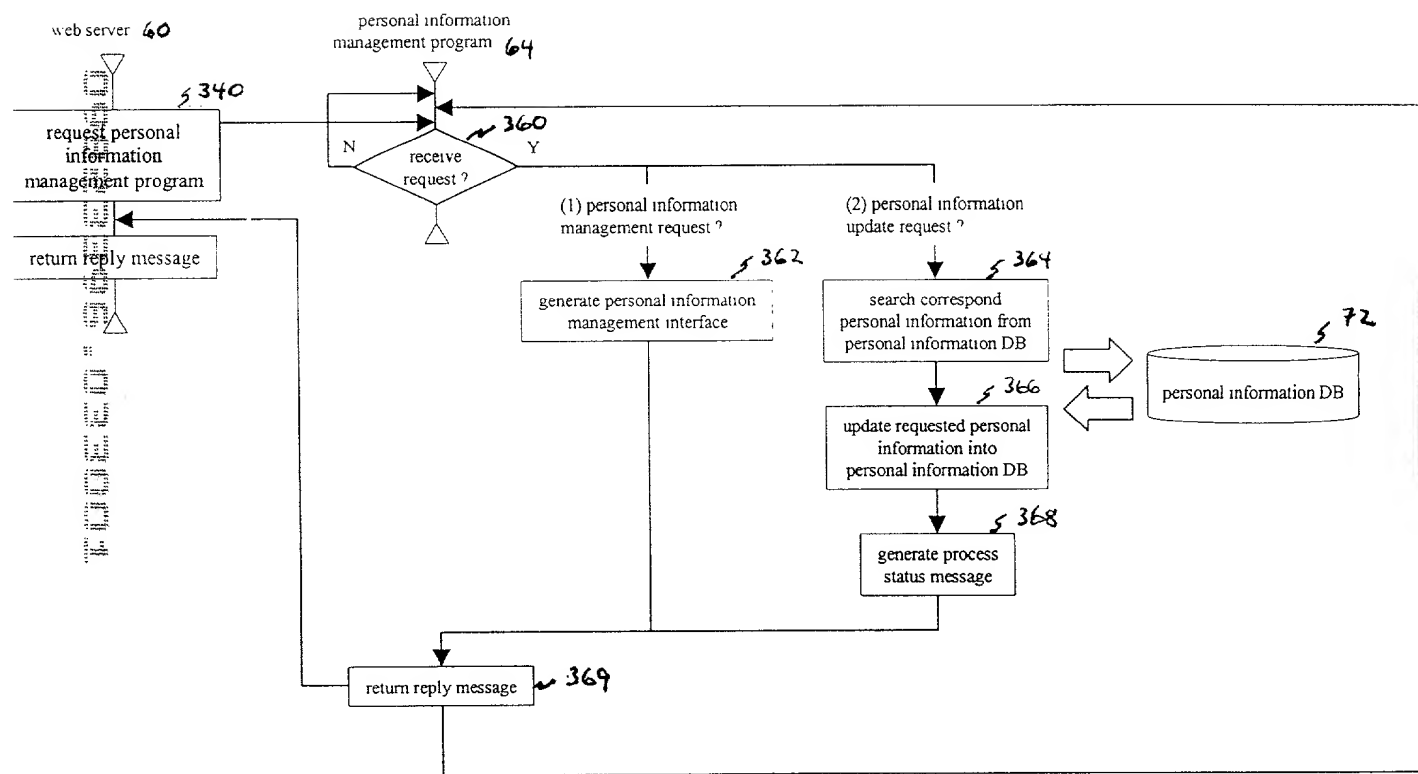 web server 60
personal information
management program 64
340
request personal
information
management program
360
N
receive
request ?
Y
(1) personal information
management request ?
(2) personal information
update request ?
return reply message
362
generate personal information
management interface
364
search correspond
personal information from
personal information DB
72
personal information DB
366
update requested personal
information into
personal information DB
368
generate process
status message
return reply message
369